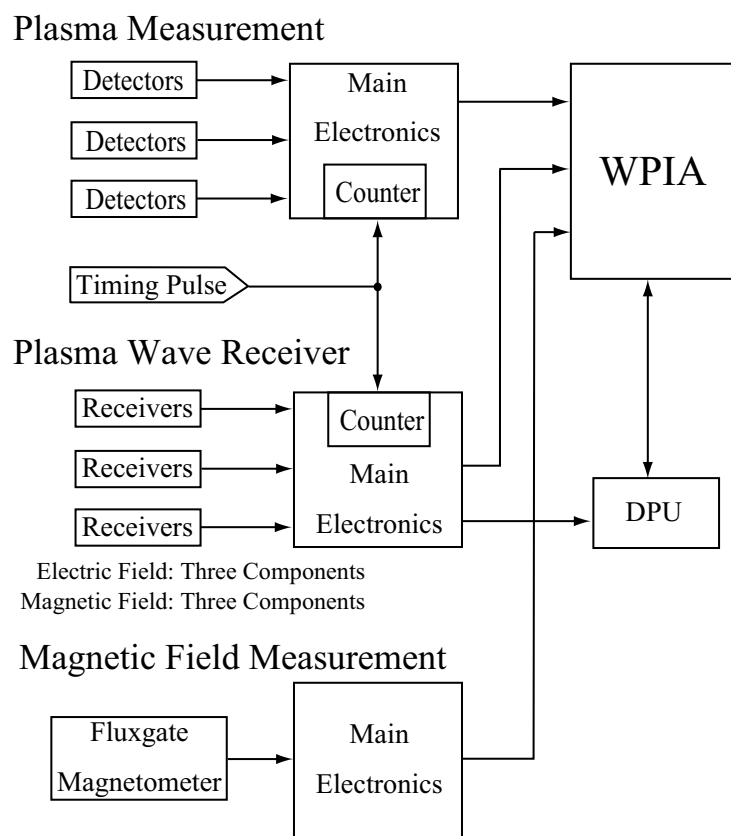 Plasma Measurement
Detectors
Detectors
Detectors
Main
Electronics
Counter
WPIA
Timing Pulse
Plasma Wave Receiver
Receivers
Receivers
Receivers
Counter
Main
Electronics
DPU
Electric Field: Three Components
Magnetic Field: Three Components
Magnetic Field Measurement
Fluxgate
Magnetometer
Main
Electronics